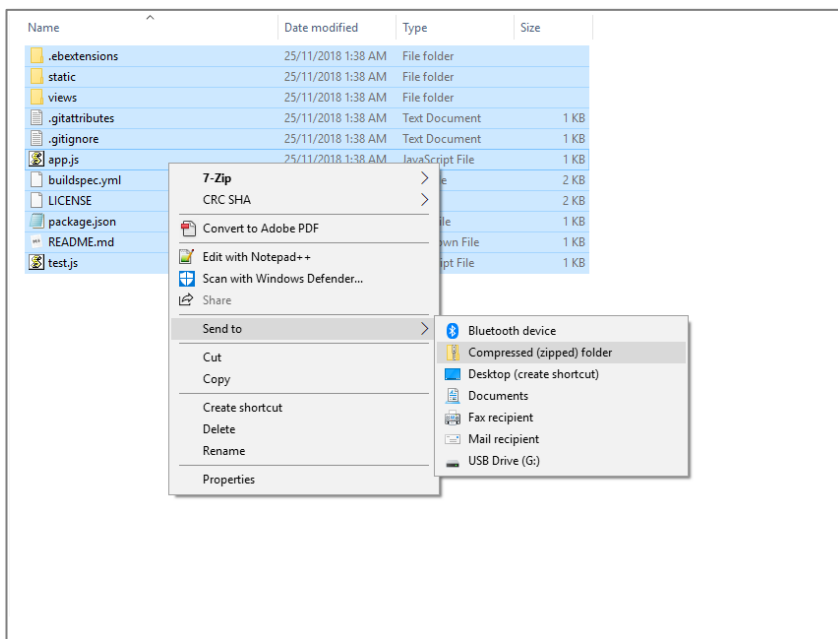 Name Date modified Type Size
.ebextensions 25/11/2018 1:38 AM File folder
static 25/11/2018 1:38 AM File folder
views 25/11/2018 1:38 AM File folder
.gitattributes 25/11/2018 1:38 AM Text Document 1 KB
.gitignore 25/11/2018 1:38 AM Text Document 1 KB
app.js 25/11/2018 1:38 AM JavaScript File 1 KB
buildspec.yml 2 KB
LICENSE 2 KB
package.json 1 KB
README.md 1 KB
test.js 1 KB
7-Zip
CRC SHA
Convert to Adobe PDF
Edit with Notepad++
Scan with Windows Defender...
Share
Send to
Cut
Copy
Create shortcut
Delete
Rename
Properties
Bluetooth device
Compressed (zipped) folder
Desktop (create shortcut)
Documents
Fax recipient
Mail recipient
USB Drive (G:)